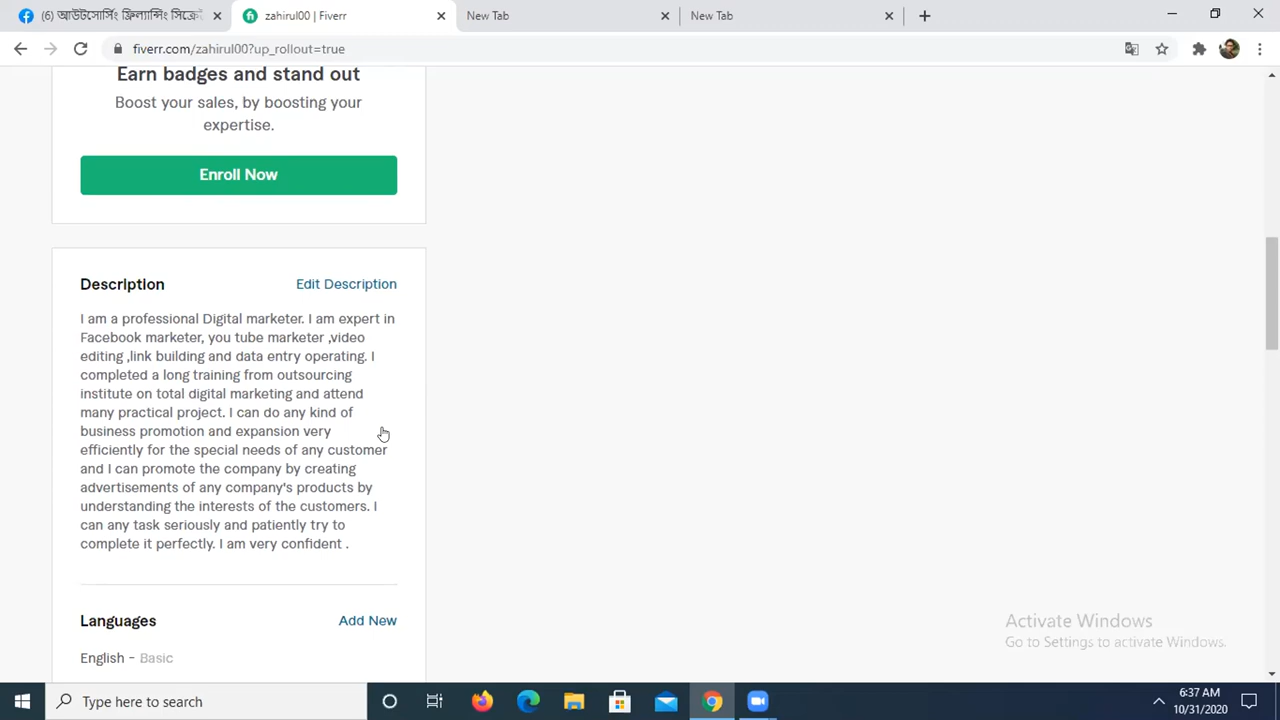 (6) আউটসোর্সিং ফ্রিল্যান্সিং সিক্রেট
zahirul00 | Fiverr
New Tab
New Tab
fiverr.com/zahirul00?up_rollout=true
Earn badges and stand out
Boost your sales, by boosting your
expertise.
Enroll Now
Description
Edit Description
I am a professional Digital marketer. I am expert in
Facebook marketer, you tube marketer ,video
editing ,link building and data entry operating. I
completed a long training from outsourcing
institute on total digital marketing and attend
many practical project. I can do any kind of
business promotion and expansion very
efficiently for the special needs of any customer
and I can promote the company by creating
advertisements of any company's products by
understanding the interests of the customers. I
can any task seriously and patiently try to
complete it perfectly. I am very confident .
Languages
Add New
English - Basic
Activate Windows
Go to Settings to activate Windows.
Type here to search
6:37 AM
10/31/2020